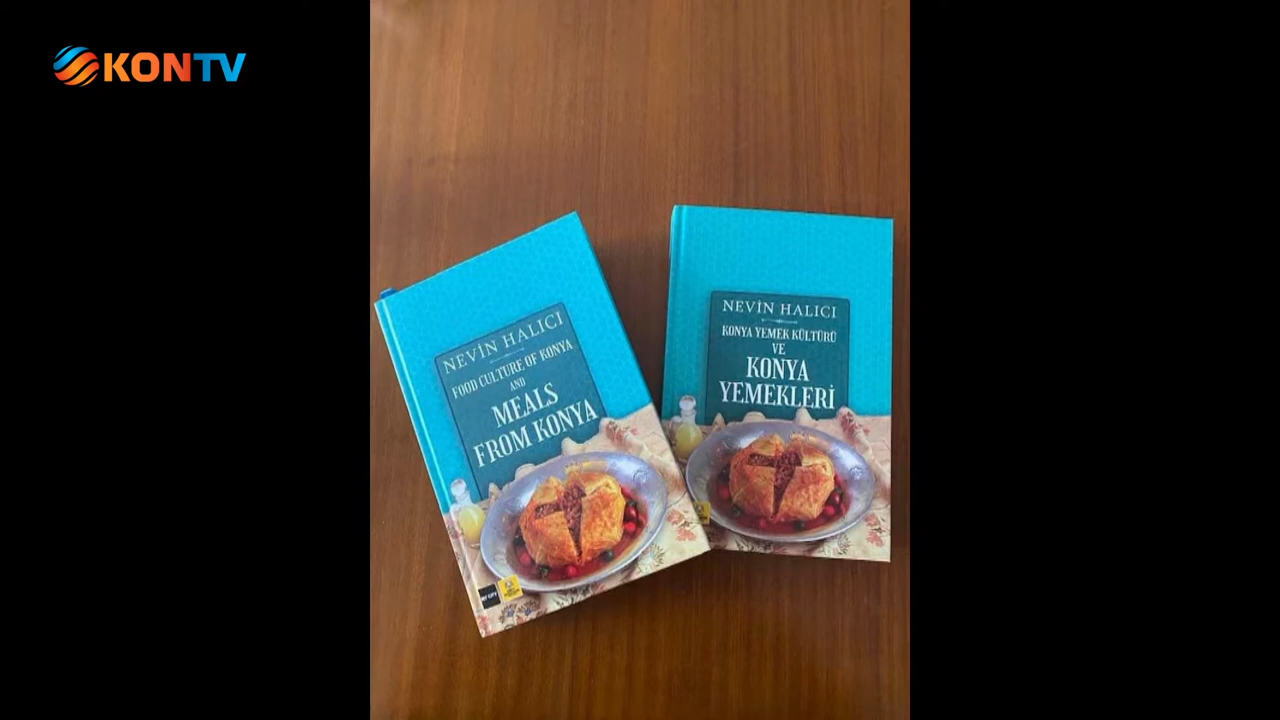 KONTV
NEVİN HALICI
FOOD CULTURE OF KONYA
AND
MEALS
FROM KONYA
NEVİN HALICI
KONYA YEMEK KÜLTÜRÜ
VE
KONYA
YEMEKLERİ